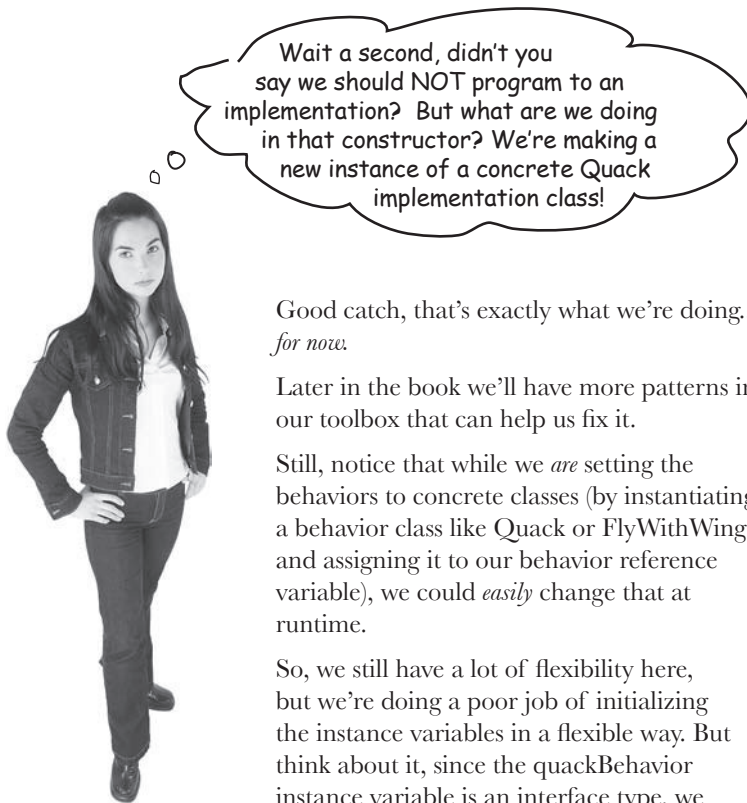 Wait a second, didn't you
say we should NOT program to an
implementation? But what are we doing
in that constructor? We're making a
new instance of a concrete Quack
implementation class!
Good catch, that's exactly what we're doing.
for now.
Later in the book we'll have more patterns in
our toolbox that can help us fix it.
Still, notice that while we are setting the
behaviors to concrete classes (by instantiating
a behavior class like Quack or FlyWithWing
and assigning it to our behavior reference
variable), we could easily change that at
runtime.
So, we still have a lot of flexibility here,
but we're doing a poor job of initializing
the instance variables in a flexible way. But
think about it, since the quackBehavior
instance variable is an interface type, we